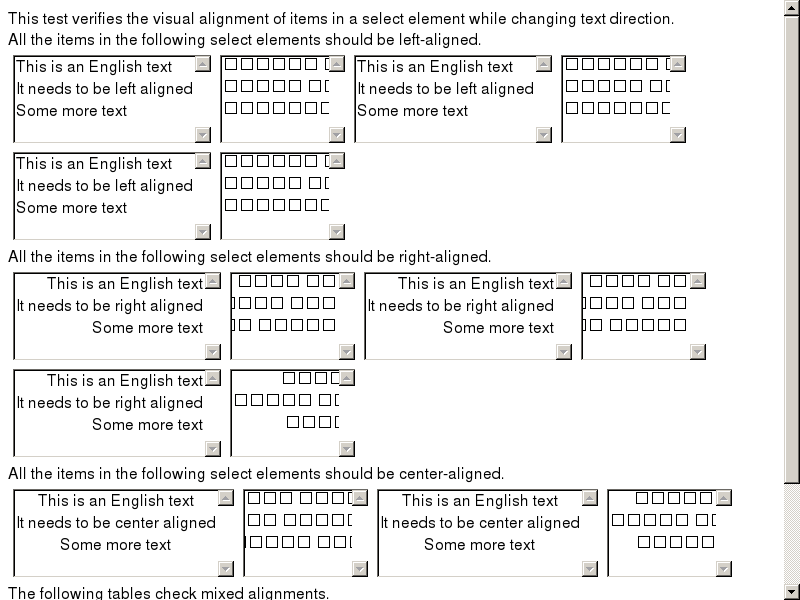 This test verifies the visual alignment of items in a select element while changing text direction.
All the items in the following select elements should be left-aligned.
This is an English text
It needs to be left aligned
Some more text
This is an English text
It needs to be left aligned
Some more text
This is an English text
It needs to be left aligned
Some more text
All the items in the following select elements should be right-aligned.
This is an English text
It needs to be right aligned
Some more text
This is an English text
It needs to be right aligned
Some more text
This is an English text
It needs to be right aligned
Some more text
All the items in the following select elements should be center-aligned.
This is an English text
It needs to be center aligned
Some more text
This is an English text
It needs to be center aligned
Some more text
The following tables check mixed alignments.